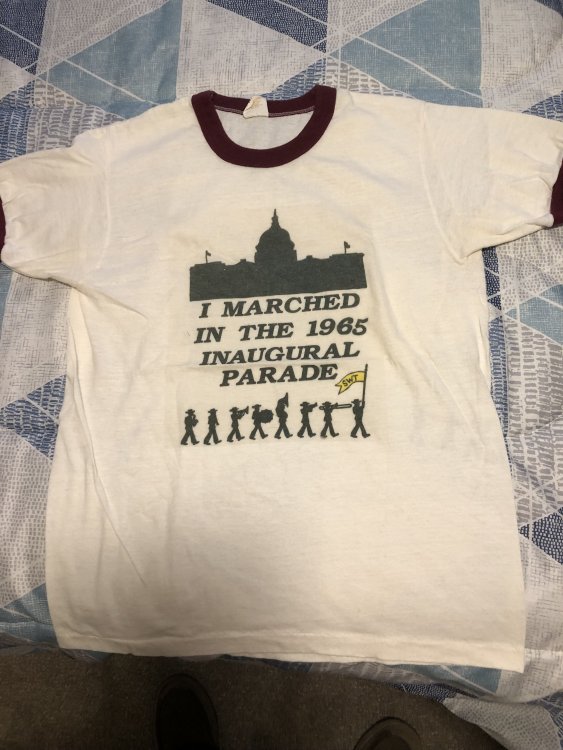 I MARCHED
IN THE 1965
INAUGURAL
PARADE
SWT